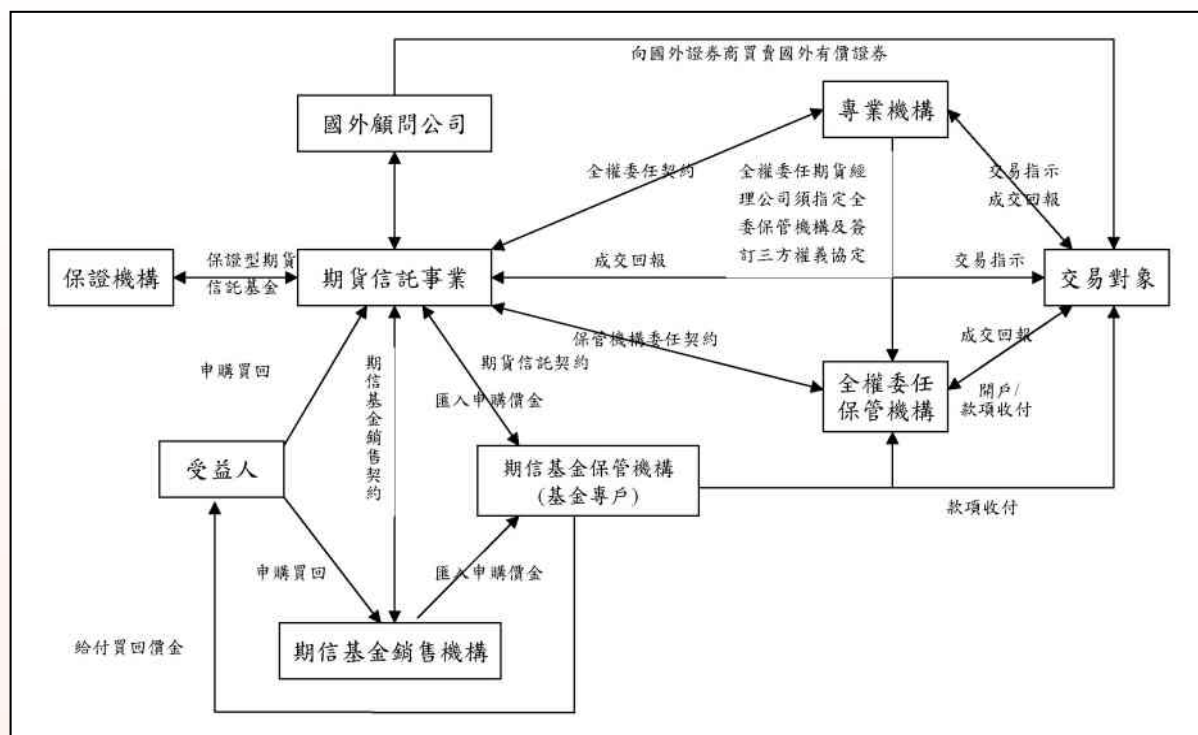 向國外證券商買賣國外有價證券
國外顧問公司
專業機構
全權委任契約
全權委任期貨經
理公司須指定全
委保管機構及簽
訂三方權義協定
交易指示
成交回報
保證機構
保證型期貨
信託基金
期貨信託事業
成交回報
交易指示
交易對象
保管機構委任契約
成交回報
申購買回
期信基金銷售契約
期貨信託契約
匯入申購價金
全權委任
保管機構
開戶/
款項收付
受益人
期信基金保管機構
(基金專戶)
款項收付
申購買回
匯入申購價金
給付買回價金
期信基金銷售機構